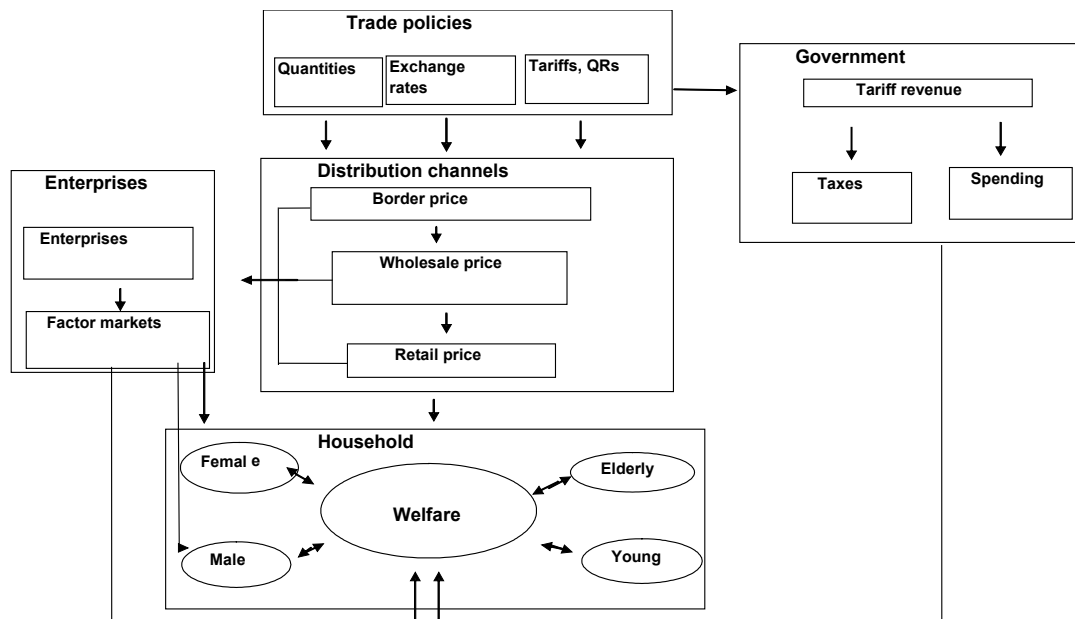 Trade policies
Quantities
Exchange
rates
Tariffs, QRs
Government
Tariff revenue
Taxes
Spending
Distribution channels
Border price
Wholesale price
Retail price
Enterprises
Enterprises
Factor markets
Household
Femal e
Elderly
Welfare
Male
Young